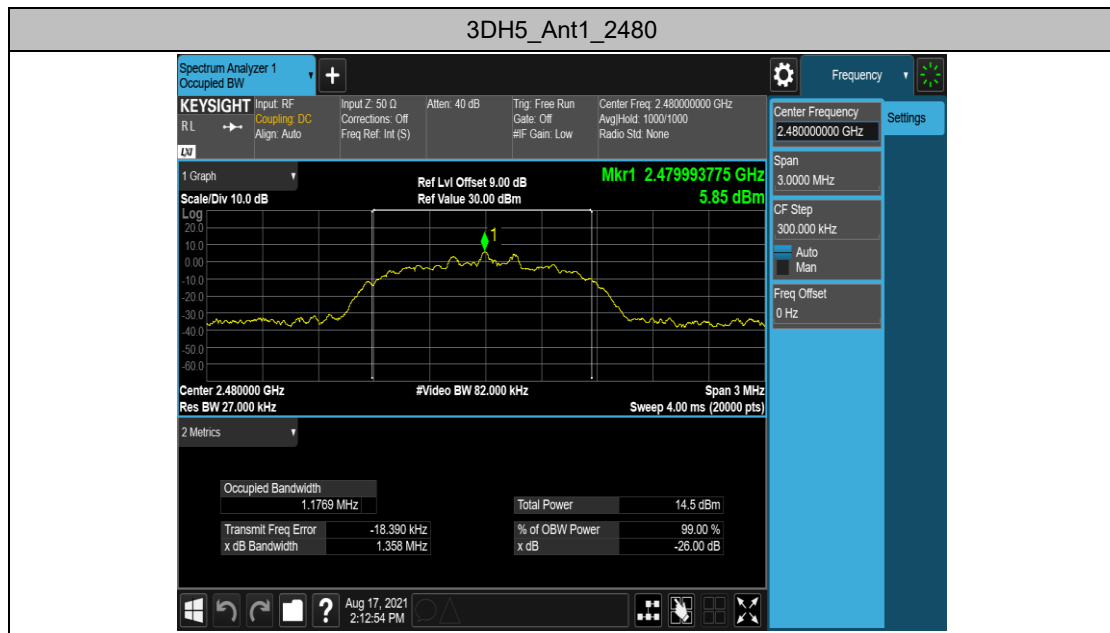 3DH5_Ant1_2480
Spectrum Analyzer 1
Occupied BW
+
Frequency
KEYSIGHT
RL
LXI
Input: RF
Coupling: DC
Align: Auto
Input Z: 50 Ω
Corrections: Off
Freq Ref: Int (S)
Atten: 40 dB
Trig: Free Run
Gate: Off
#IF Gain: Low
Center Freq: 2.480000000 GHz
Avg|Hold: 1000/1000
Radio Std: None
Center Frequency
2.480000000 GHz
Settings
Span
3.0000 MHz
CF Step
300.000 kHz
Auto
Man
Freq Offset
0 Hz
1 Graph
Scale/Div 10.0 dB
Ref Lvl Offset 9.00 dB
Ref Value 30.00 dBm
Mkr1 2.479993775 GHz
5.85 dBm
Log
20.0
10.0
0.00
-10.0
-20.0
-30.0
-40.0
-50.0
-60.0
1
Center 2.480000 GHz
Res BW 27.000 kHz
#Video BW 82.000 kHz
Span 3 MHz
Sweep 4.00 ms (20000 pts)
2 Metrics
Occupied Bandwidth
1.1769 MHz
Total Power 14.5 dBm
Transmit Freq Error -18.390 kHz
% of OBW Power 99.00 %
x dB Bandwidth 1.358 MHz
x dB -26.00 dB
?
Aug 17, 2021
2:12:54 PM